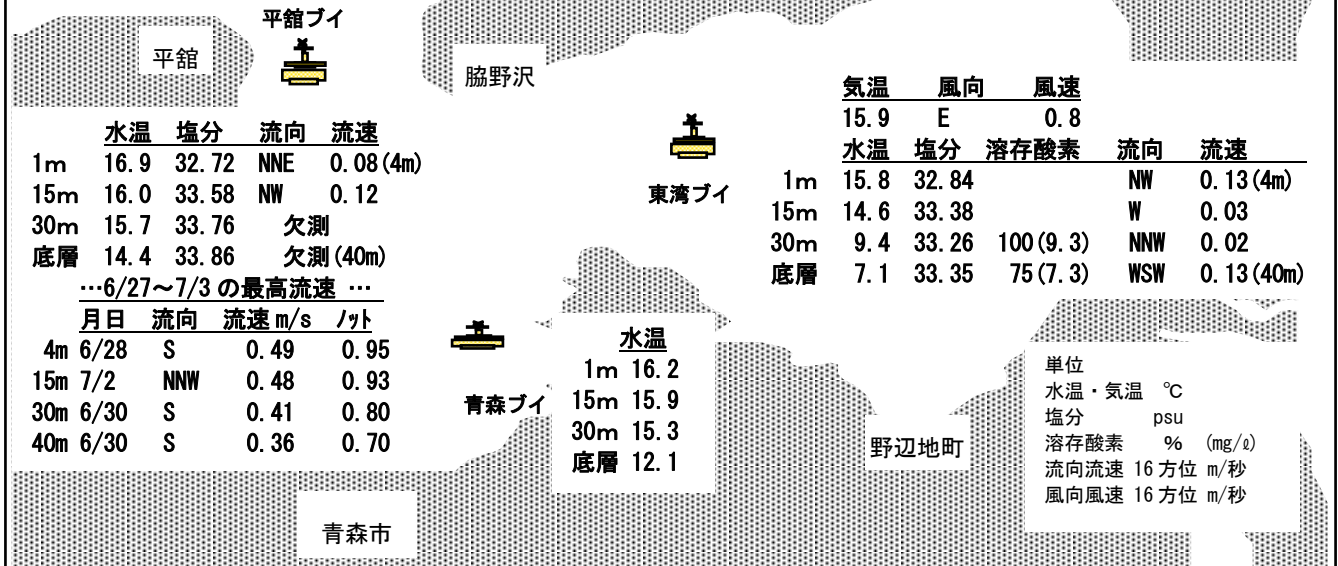 平舘ブイ
平舘
脇野沢
水温 塩分 流向 流速
1m 16.9 32.72 NNE 0.08(4m)
15m 16.0 33.58 NW 0.12
30m 15.7 33.76 欠測
底層 14.4 33.86 欠測(40m)
…6/27～7/3の最高流速 …
月日 流向 流速m/s ノット
4m 6/28 S 0.49 0.95
15m 7/2 NNW 0.48 0.93
30m 6/30 S 0.41 0.80
40m 6/30 S 0.36 0.70
東湾ブイ
気温 風向 風速
15.9 E 0.8
水温 塩分 溶存酸素 流向 流速
1m 15.8 32.84 NW 0.13(4m)
15m 14.6 33.38 W 0.03
30m 9.4 33.26 100(9.3) NNW 0.02
底層 7.1 33.35 75(7.3) WSW 0.13(40m)
青森ブイ
水温
1m 16.2
15m 15.9
30m 15.3
底層 12.1
野辺地町
青森市
単位
水温・気温 ℃
塩分 psu
溶存酸素 % (mg/ℓ)
流向流速 16方位 m/秒
風向風速 16方位 m/秒